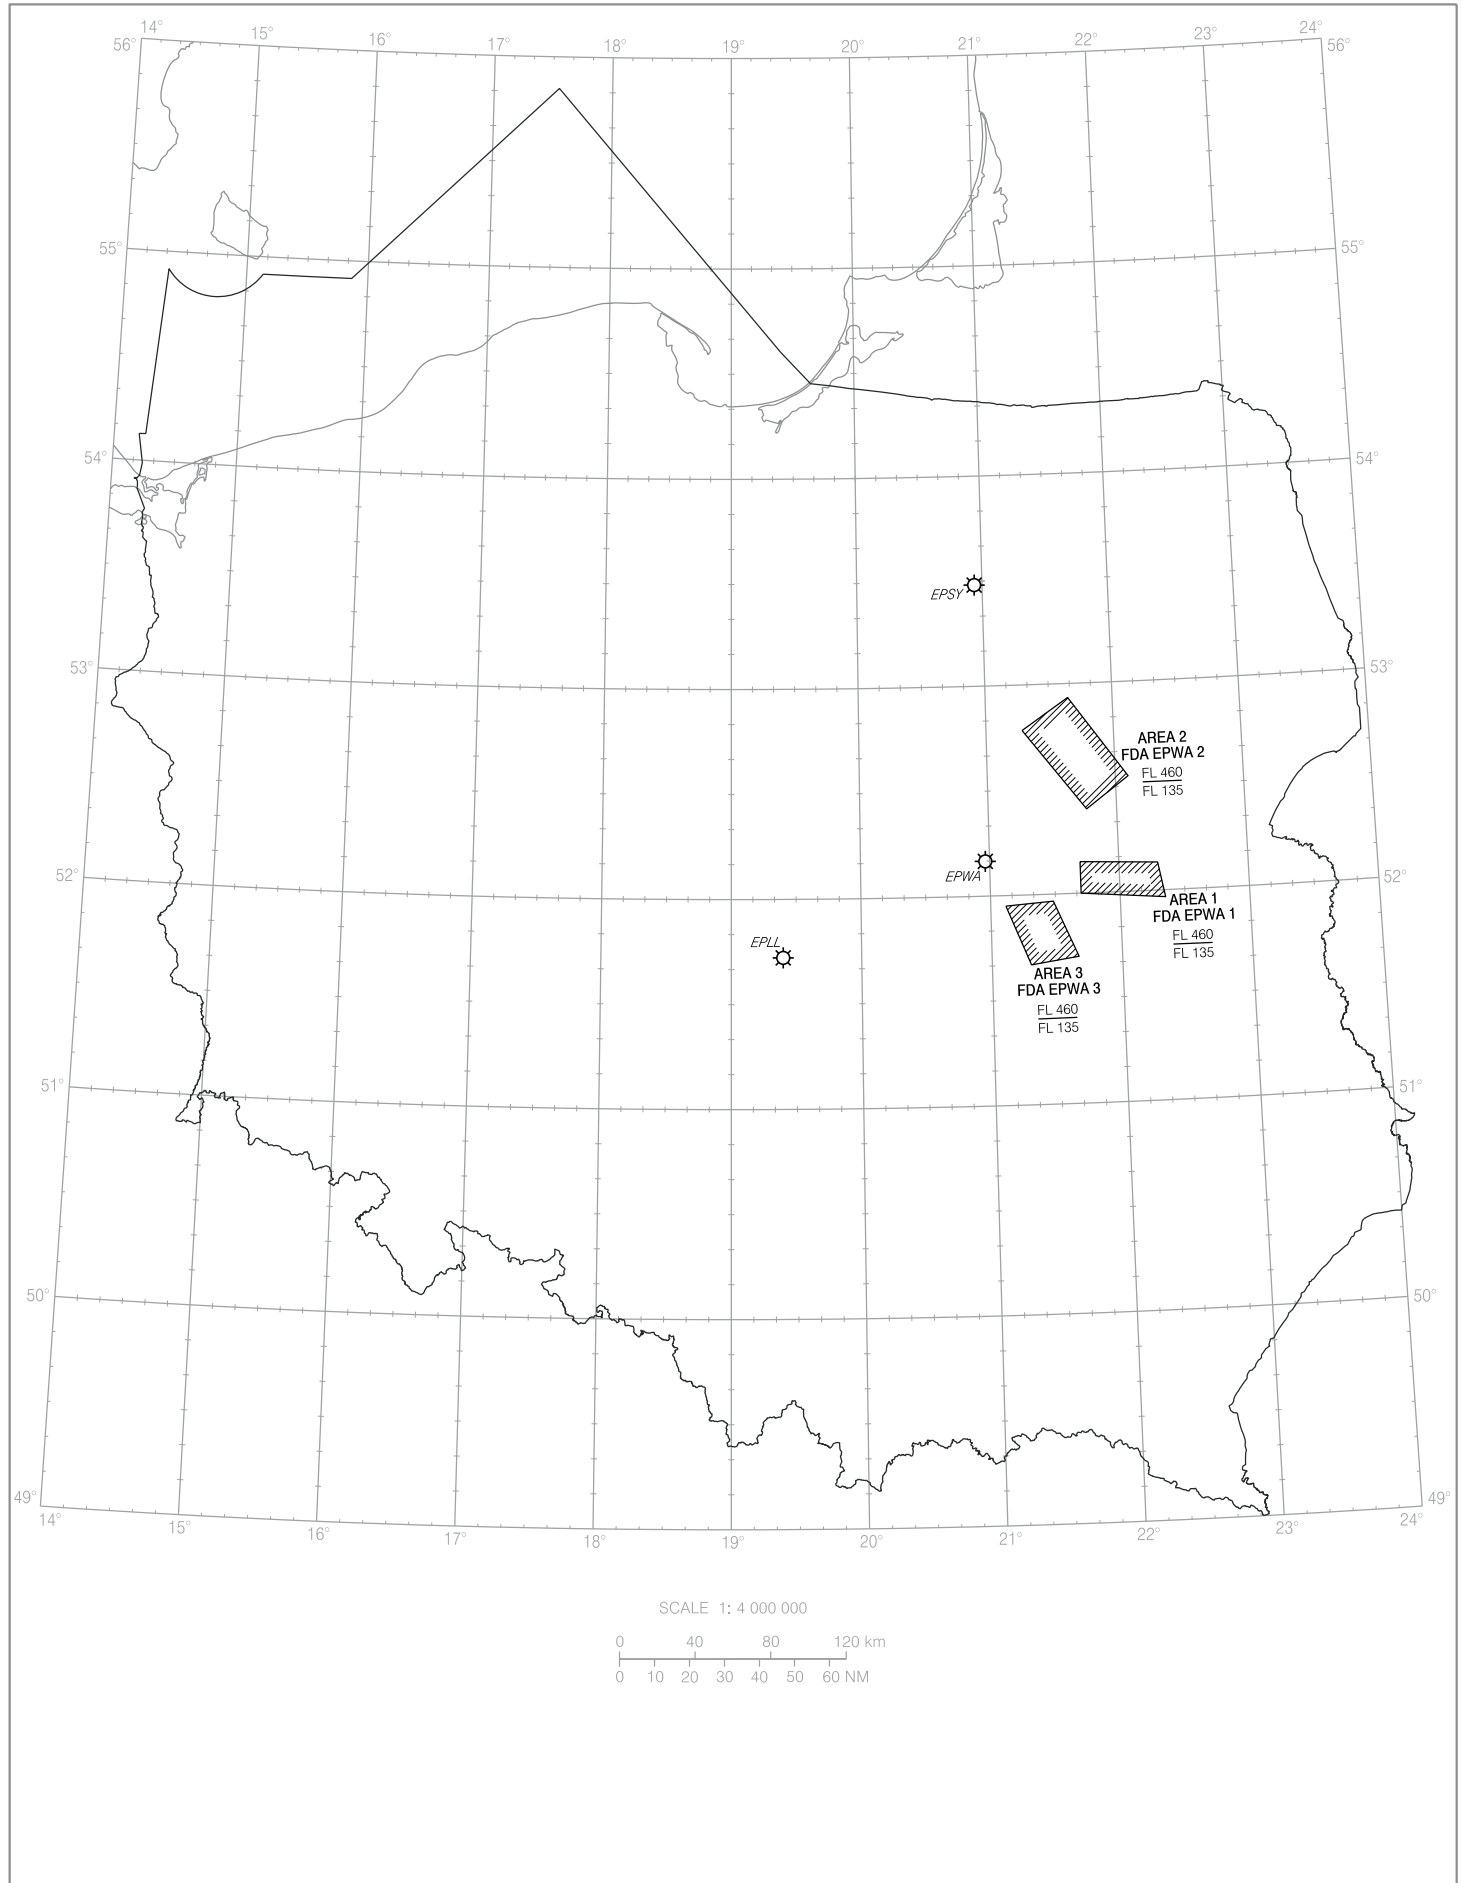 14° 15° 16° 17° 18° 19° 20° 21° 22° 23° 24°
56° 56°
55° 55°
54° 54°
EPSY
53° 53°
AREA 2
FDA EPWA 2
FL 460
FL 135
EPWA
52° 52°
AREA 1
FDA EPWA 1
FL 460
FL 135
EPLL
AREA 3
FDA EPWA 3
FL 460
FL 135
51° 51°
50° 50°
49° 49°
14° 15° 16° 17° 18° 19° 20° 21° 22° 23° 24°
SCALE 1: 4 000 000
0 40 80 120 km
0 10 20 30 40 50 60 NM